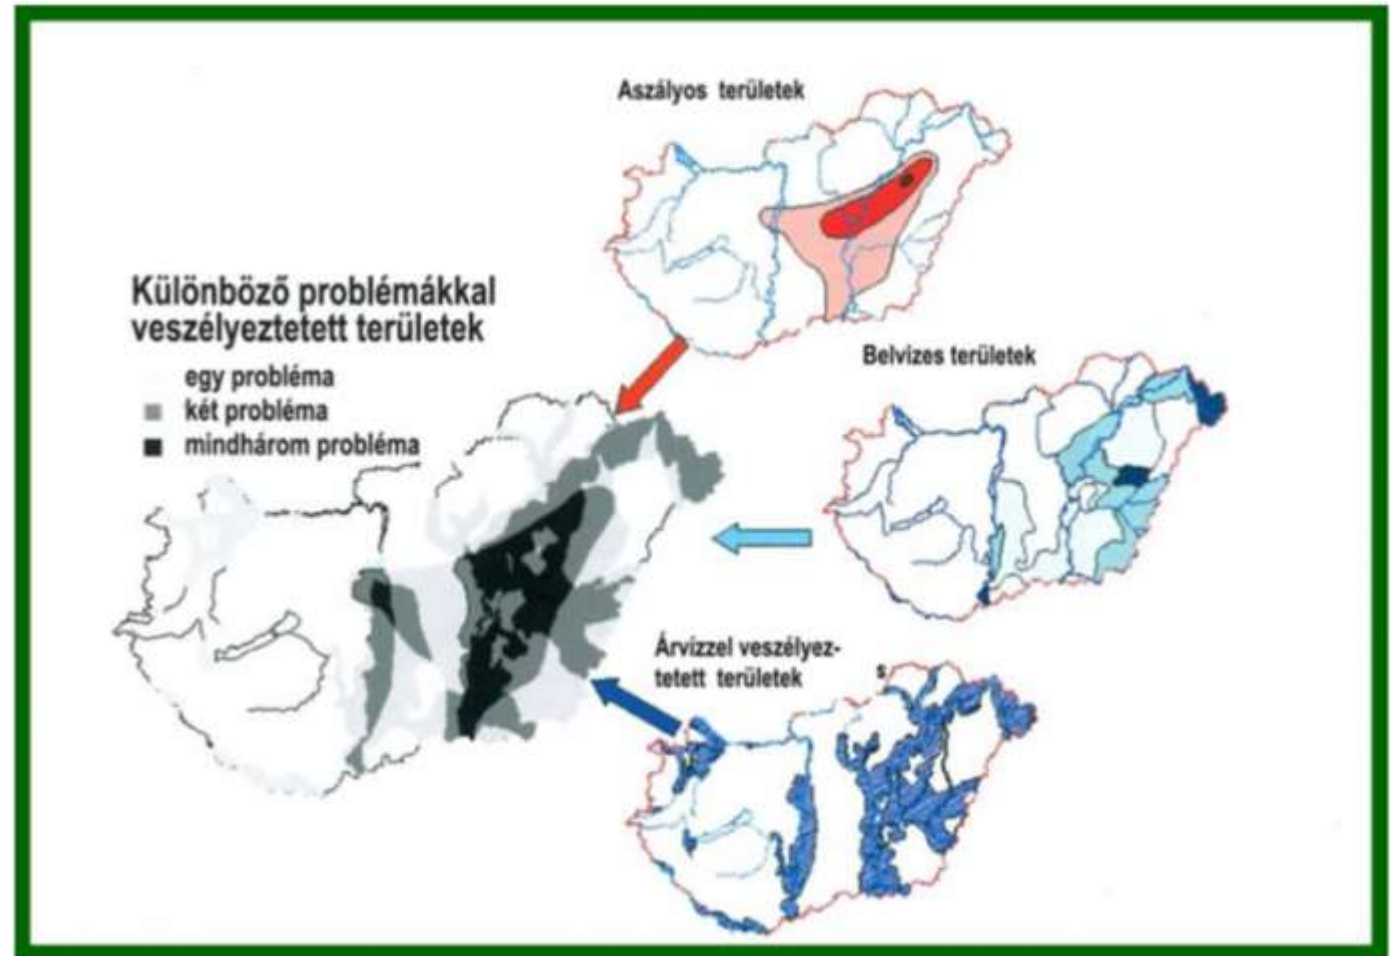 Aszályos területek
Különböző problémákkal
veszélyeztetett területek
egy probléma
két probléma
mindhárom probléma
Belvizes területek
Árvízzel veszélyez-
tetett területek
s